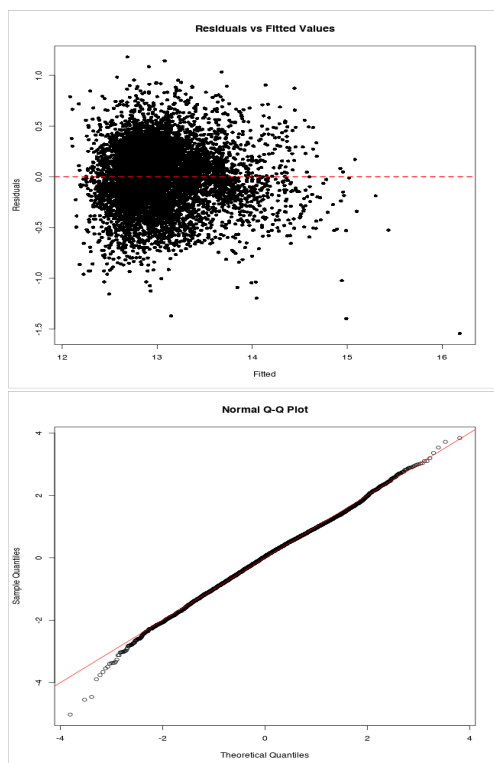 Residuals vs Fitted Values
Residuals
1.0
0.5
0.0
-0.5
-1.0
-1.5
12 13 14 15 16
Fitted
Normal Q-Q Plot
Sample Quantiles
4
2
0
-2
-4
-4 -2 0 2 4
Theoretical Quantiles